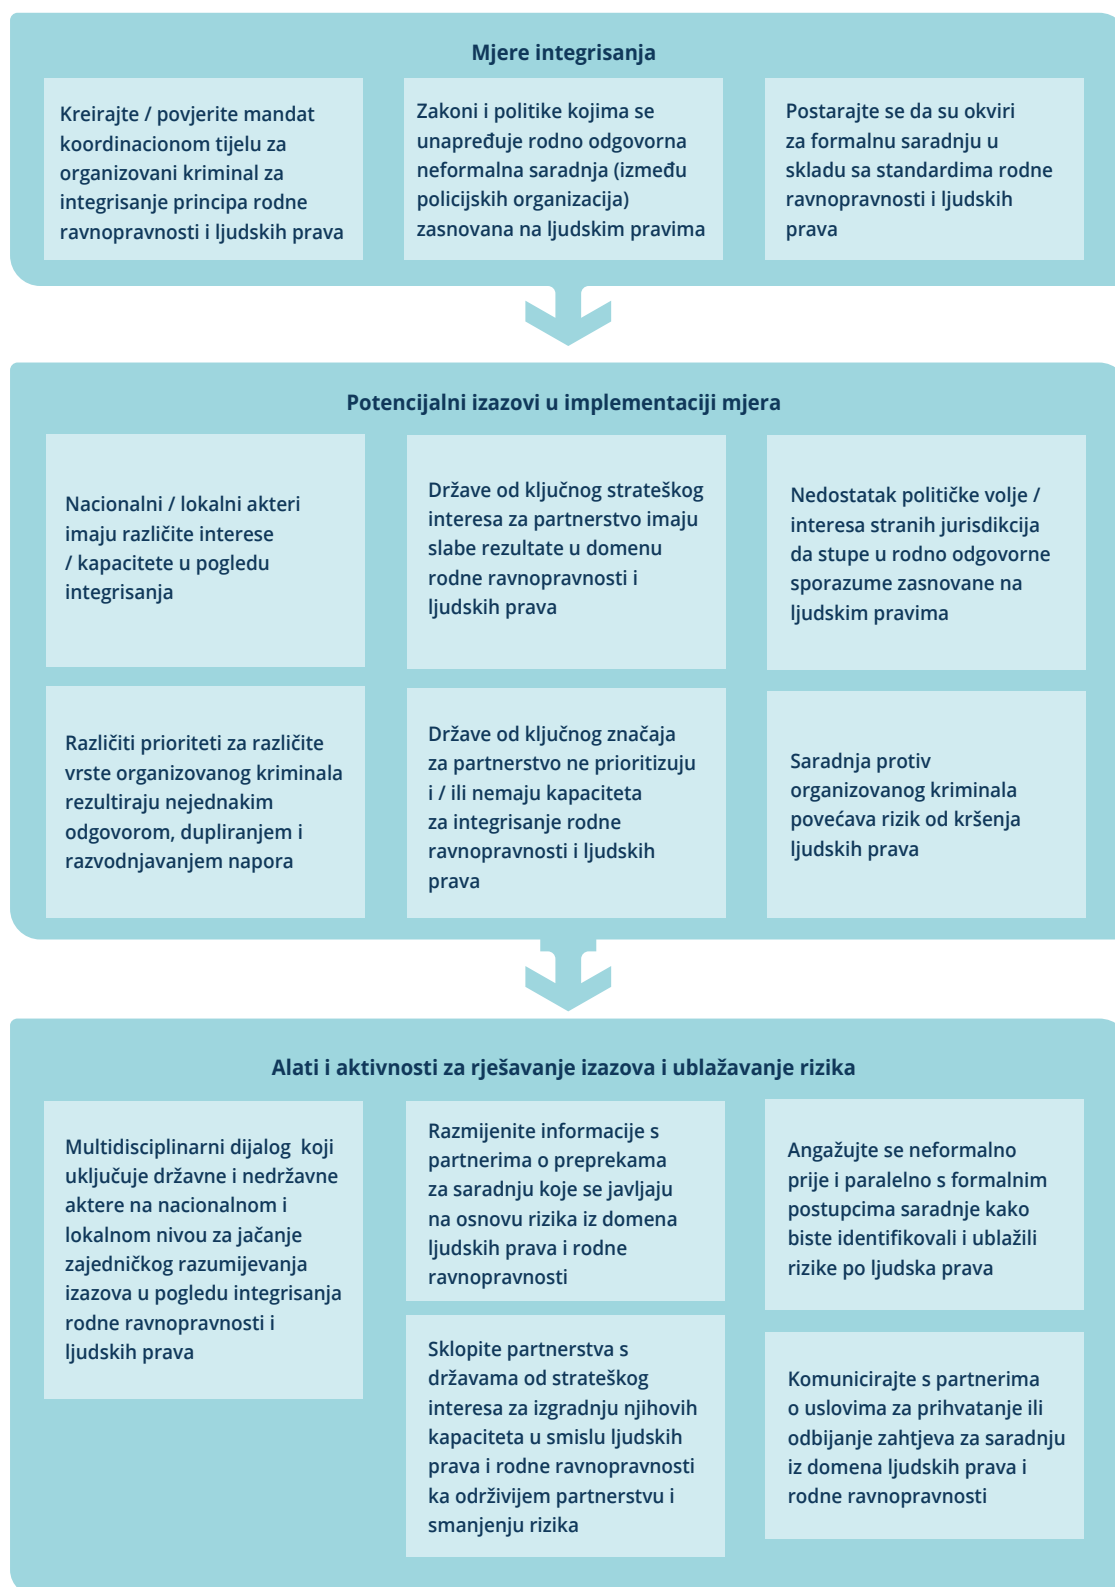 Mjere integrisanja
Kreirajte / povjerite mandat
koordinacionom tijelu za
organizovani kriminal za
integrisanje principa rodne
ravnopravnosti i ljudskih prava
Zakoni i politike kojima se
unapređuje rodno odgovorna
neformalna saradnja (između
policijskih organizacija)
zasnovana na ljudskim pravima
Postarajte se da su okviri
za formalnu saradnju u
skladu sa standardima rodne
ravnopravnosti i ljudskih
prava
Potencijalni izazovi u implementaciji mjera
Nacionalni / lokalni akteri
imaju različite interese
/ kapacitete u pogledu
integrisanja
Države od ključnog strateškog
interesa za partnerstvo imaju
slabe rezultate u domenu
rodne ravnopravnosti i
ljudskih prava
Nedostatak političke volje /
interesa stranih jurisdikcija
da stupe u rodno odgovorne
sporazume zasnovane na
ljudskim pravima
Različiti prioriteti za različite
vrste organizovanog kriminala
rezultiraju nejednakim
odgovorom, dupliranjem i
razvodnjavanjem napora
Države od ključnog značaja
za partnerstvo ne prioritizuju
i / ili nemaju kapaciteta
za integrisanje rodne
ravnopravnosti i ljudskih
prava
Saradnja protiv
organizovanog kriminala
povećava rizik od kršenja
ljudskih prava
Alati i aktivnosti za rješavanje izazova i ublažavanje rizika
Multidisciplinarni dijalog koji
uključuje državne i nedržavne
aktere na nacionalnom i
lokalnom nivou za jačanje
zajedničkog razumijevanja
izazova u pogledu integrisanja
rodne ravnopravnosti i
ljudskih prava
Razmijenite informacije s
partnerima o preprekama
za saradnju koje se javljaju
na osnovu rizika iz domena
ljudskih prava i rodne
ravnopravnosti
Sklopite partnerstva s
državama od strateškog
interesa za izgradnju njihovih
kapaciteta u smislu ljudskih
prava i rodne ravnopravnosti
ka održivijem partnerstvu i
smanjenju rizika
Angažujte se neformalno
prije i paralelno s formalnim
postupcima saradnje kako
biste identifikovali i ublažili
rizike po ljudska prava
Komunicirajte s partnerima
o uslovima za prihvatanje ili
odbijanje zahtjeva za saradnju
iz domena ljudskih prava i
rodne ravnopravnosti